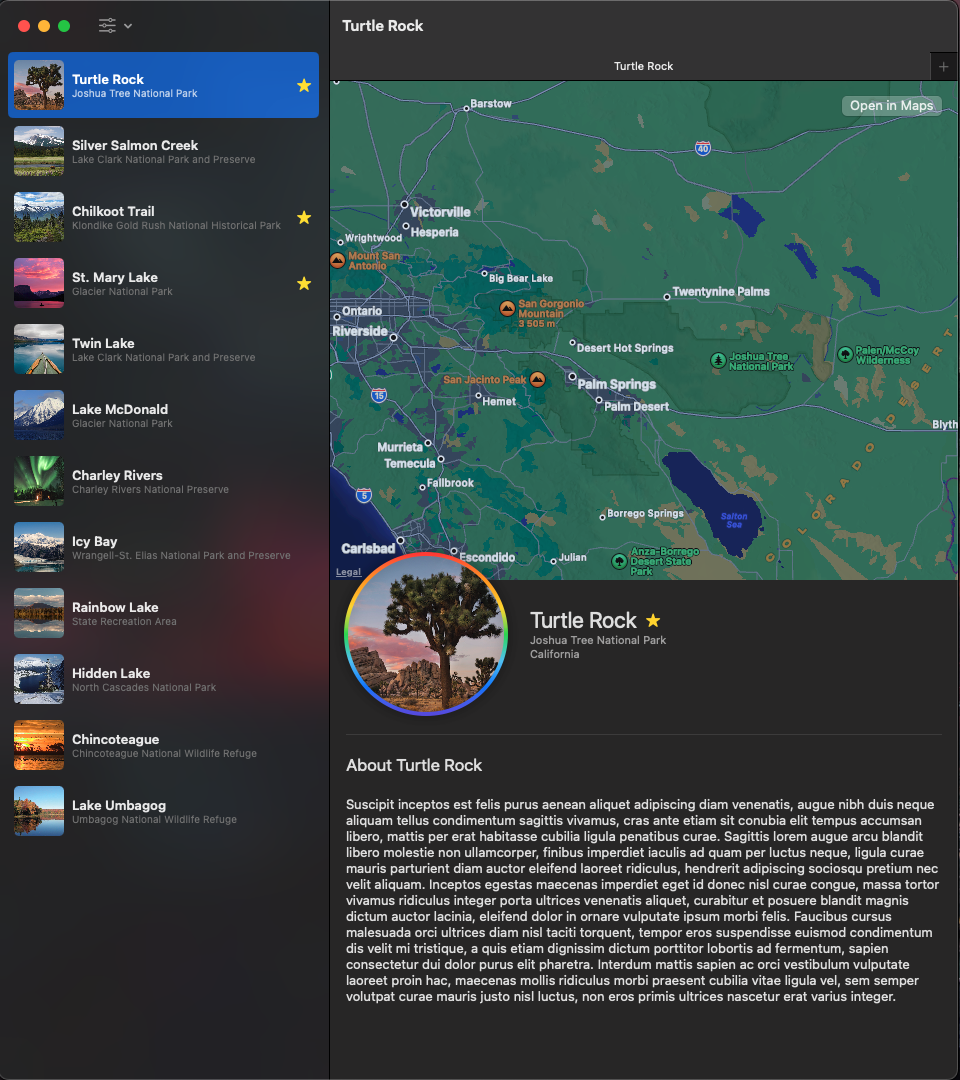 Turtle Rock
Joshua Tree National Park
Silver Salmon Creek
Lake Clark National Park and Preserve
Chilkoot Trail
Klondike Gold Rush National Historical Park
St. Mary Lake
Glacier National Park
Twin Lake
Lake Clark National Park and Preserve
Lake McDonald
Glacier National Park
Charley Rivers
Charley Rivers National Preserve
Icy Bay
Wrangell-St. Elias National Park and Preserve
Rainbow Lake
State Recreation Area
Hidden Lake
North Cascades National Park
Chincoteague
Chincoteague National Wildlife Refuge
Lake Umbagog
Umbagog National Wildlife Refuge
Turtle Rock
Turtle Rock
+
Barstow
Open in Maps
40
Victorville
Hesperia
Wrightwood
Mount San
Antonio
Big Bear Lake
Twentynine Palms
San Gorgonio
Mountain
3 505 m
Ontario
Riverside
Desert Hot Springs
Joshua Tree
National Park
Palen/McCoy
Wilderness
San Jacinto Peak
Palm Springs
15
Hemet
Palm Desert
COLORADO DESERT
Blyth
Murrieta
Temecula
Fallbrook
5
Borrego Springs
Salton
Sea
Carlsbad
Escondido
Julian
Anza-Borrego
Desert State
Park
Legal
Turtle Rock
Joshua Tree National Park
California
About Turtle Rock
Suscipit inceptos est felis purus aenean aliquet adipiscing diam venenatis, augue nibh duis neque
aliquam tellus condimentum sagittis vivamus, cras ante etiam sit conubia elit tempus accumsan
libero, mattis per erat habitasse cubilia ligula penatibus curae. Sagittis lorem augue arcu blandit
libero molestie non ullamcorper, finibus imperdiet iaculis ad quam per luctus neque, ligula curae
mauris parturient diam auctor eleifend laoreet ridiculus, hendrerit adipiscing sociosqu pretium nec
velit aliquam. Inceptos egestas maecenas imperdiet eget id donec nisl curae congue, massa tortor
vivamus ridiculus integer porta ultrices venenatis aliquet, curabitur et posuere blandit magnis
dictum auctor lacinia, eleifend dolor in ornare vulputate ipsum morbi felis. Faucibus cursus
malesuada orci ultrices diam nisl taciti torquent, tempor eros suspendisse euismod condimentum
dis velit mi tristique, a quis etiam dignissim dictum porttitor lobortis ad fermentum, sapien
consectetur dui dolor purus elit pharetra. Interdum mattis sapien ac orci vestibulum vulputate
laoreet proin hac, maecenas mollis ridiculus morbi praesent cubilia vitae ligula vel, sem semper
volutpat curae mauris justo nisl luctus, non eros primis ultrices nascetur erat varius integer.